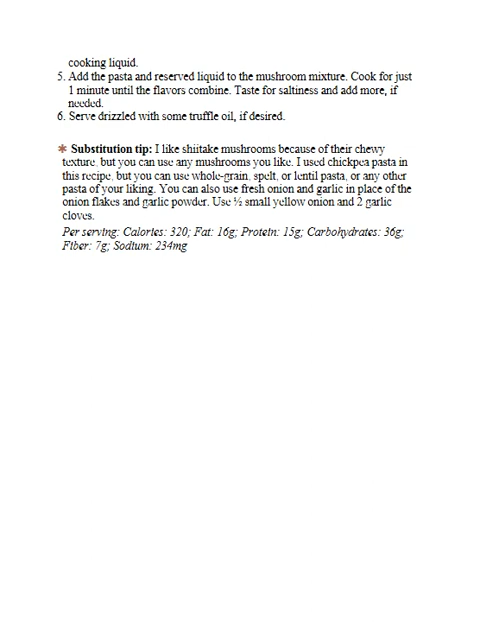 cooking liquid.
5. Add the pasta and reserved liquid to the mushroom mixture. Cook for just
1 minute until the flavors combine. Taste for saltiness and add more, if
needed.
6. Serve drizzled with some truffle oil, if desired.
✱ Substitution tip: I like shiitake mushrooms because of their chewy
texture, but you can use any mushrooms you like. I used chickpea pasta in
this recipe, but you can use whole-grain, spelt, or lentil pasta, or any other
pasta of your liking. You can also use fresh onion and garlic in place of the
onion flakes and garlic powder. Use ½ small yellow onion and 2 garlic
cloves.
Per serving: Calories: 320; Fat: 16g; Protein: 15g; Carbohydrates: 36g;
Fiber: 7g; Sodium: 234mg